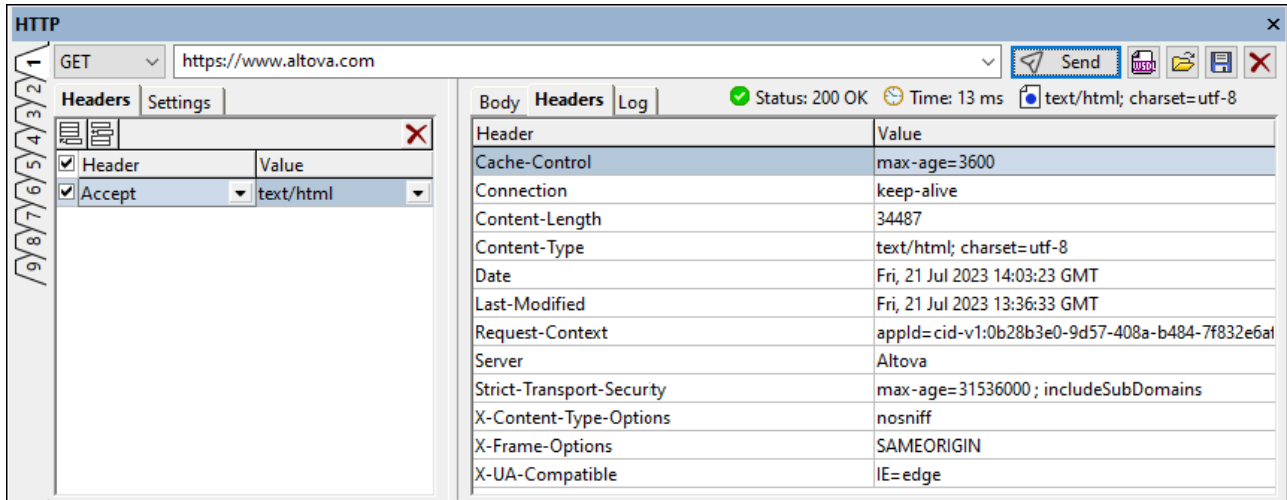 HTTP
GET https://www.altova.com Send WSDL
1
2
3
4
5
6
7
8
9
Headers Settings
Header Value
Accept text/html
Body Headers Log Status: 200 OK Time: 13 ms text/html; charset=utf-8
Header Value
Cache-Control max-age=3600
Connection keep-alive
Content-Length 34487
Content-Type text/html; charset=utf-8
Date Fri, 21 Jul 2023 14:03:23 GMT
Last-Modified Fri, 21 Jul 2023 13:36:33 GMT
Request-Context appId=cid-v1:0b28b3e0-9d57-408a-b484-7f832e6af
Server Altova
Strict-Transport-Security max-age=31536000 ; includeSubDomains
X-Content-Type-Options nosniff
X-Frame-Options SAMEORIGIN
X-UA-Compatible IE=edge